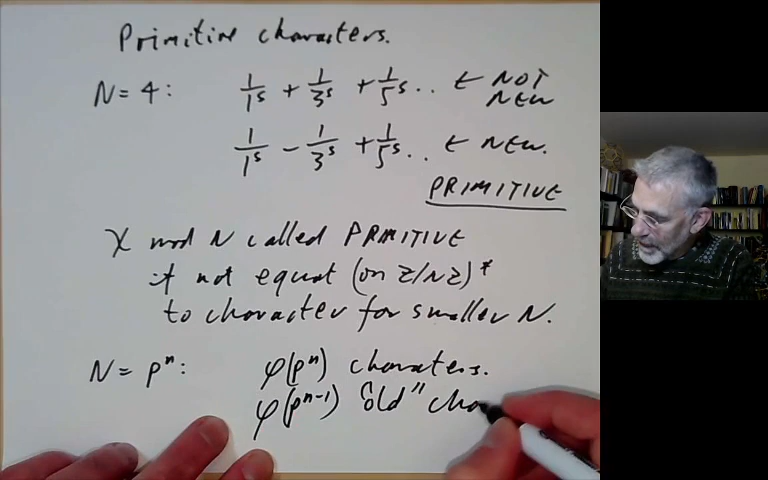 Primitive characters.
N = 4: 1/1^s + 1/3^s + 1/5^s .. ← NOT NEW
1/1^s - 1/3^s + 1/5^s .. ← NEW.
PRIMITIVE
χ mod N called PRIMITIVE
if not equal (on Z/NZ)*
to character for smaller N.
N = p^n: φ(p^n) characters.
φ(p^n-1) "old" cha